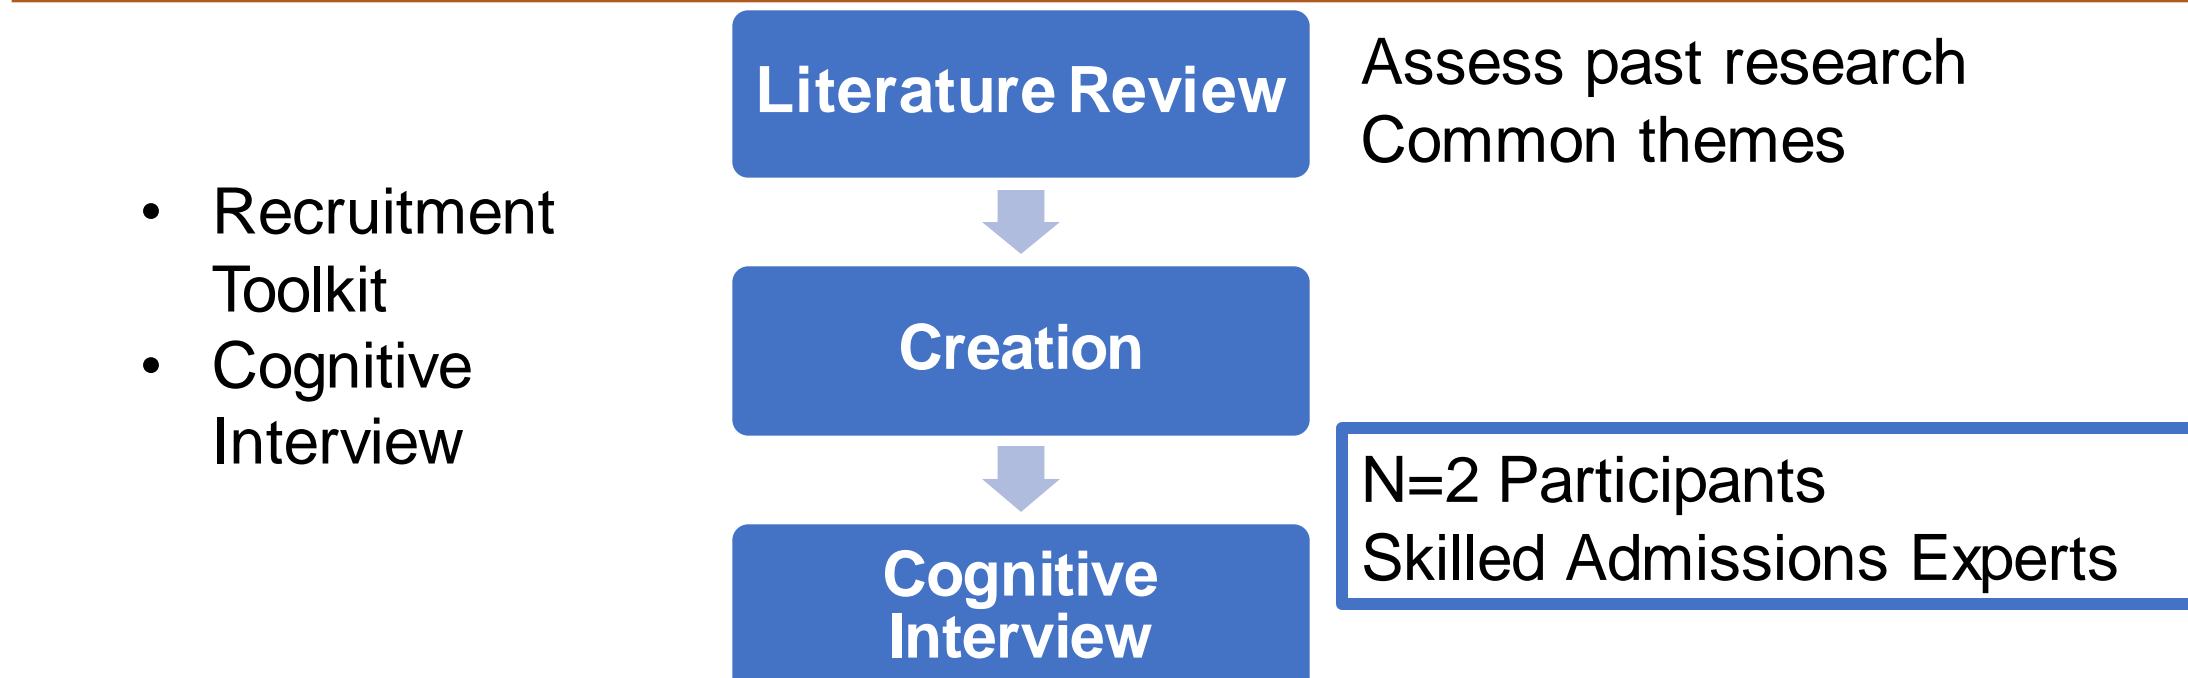 Literature Review
Assess past research
Common themes
• Recruitment
Toolkit
• Cognitive
Interview
Creation
N=2 Participants
Skilled Admissions Experts
Cognitive
Interview